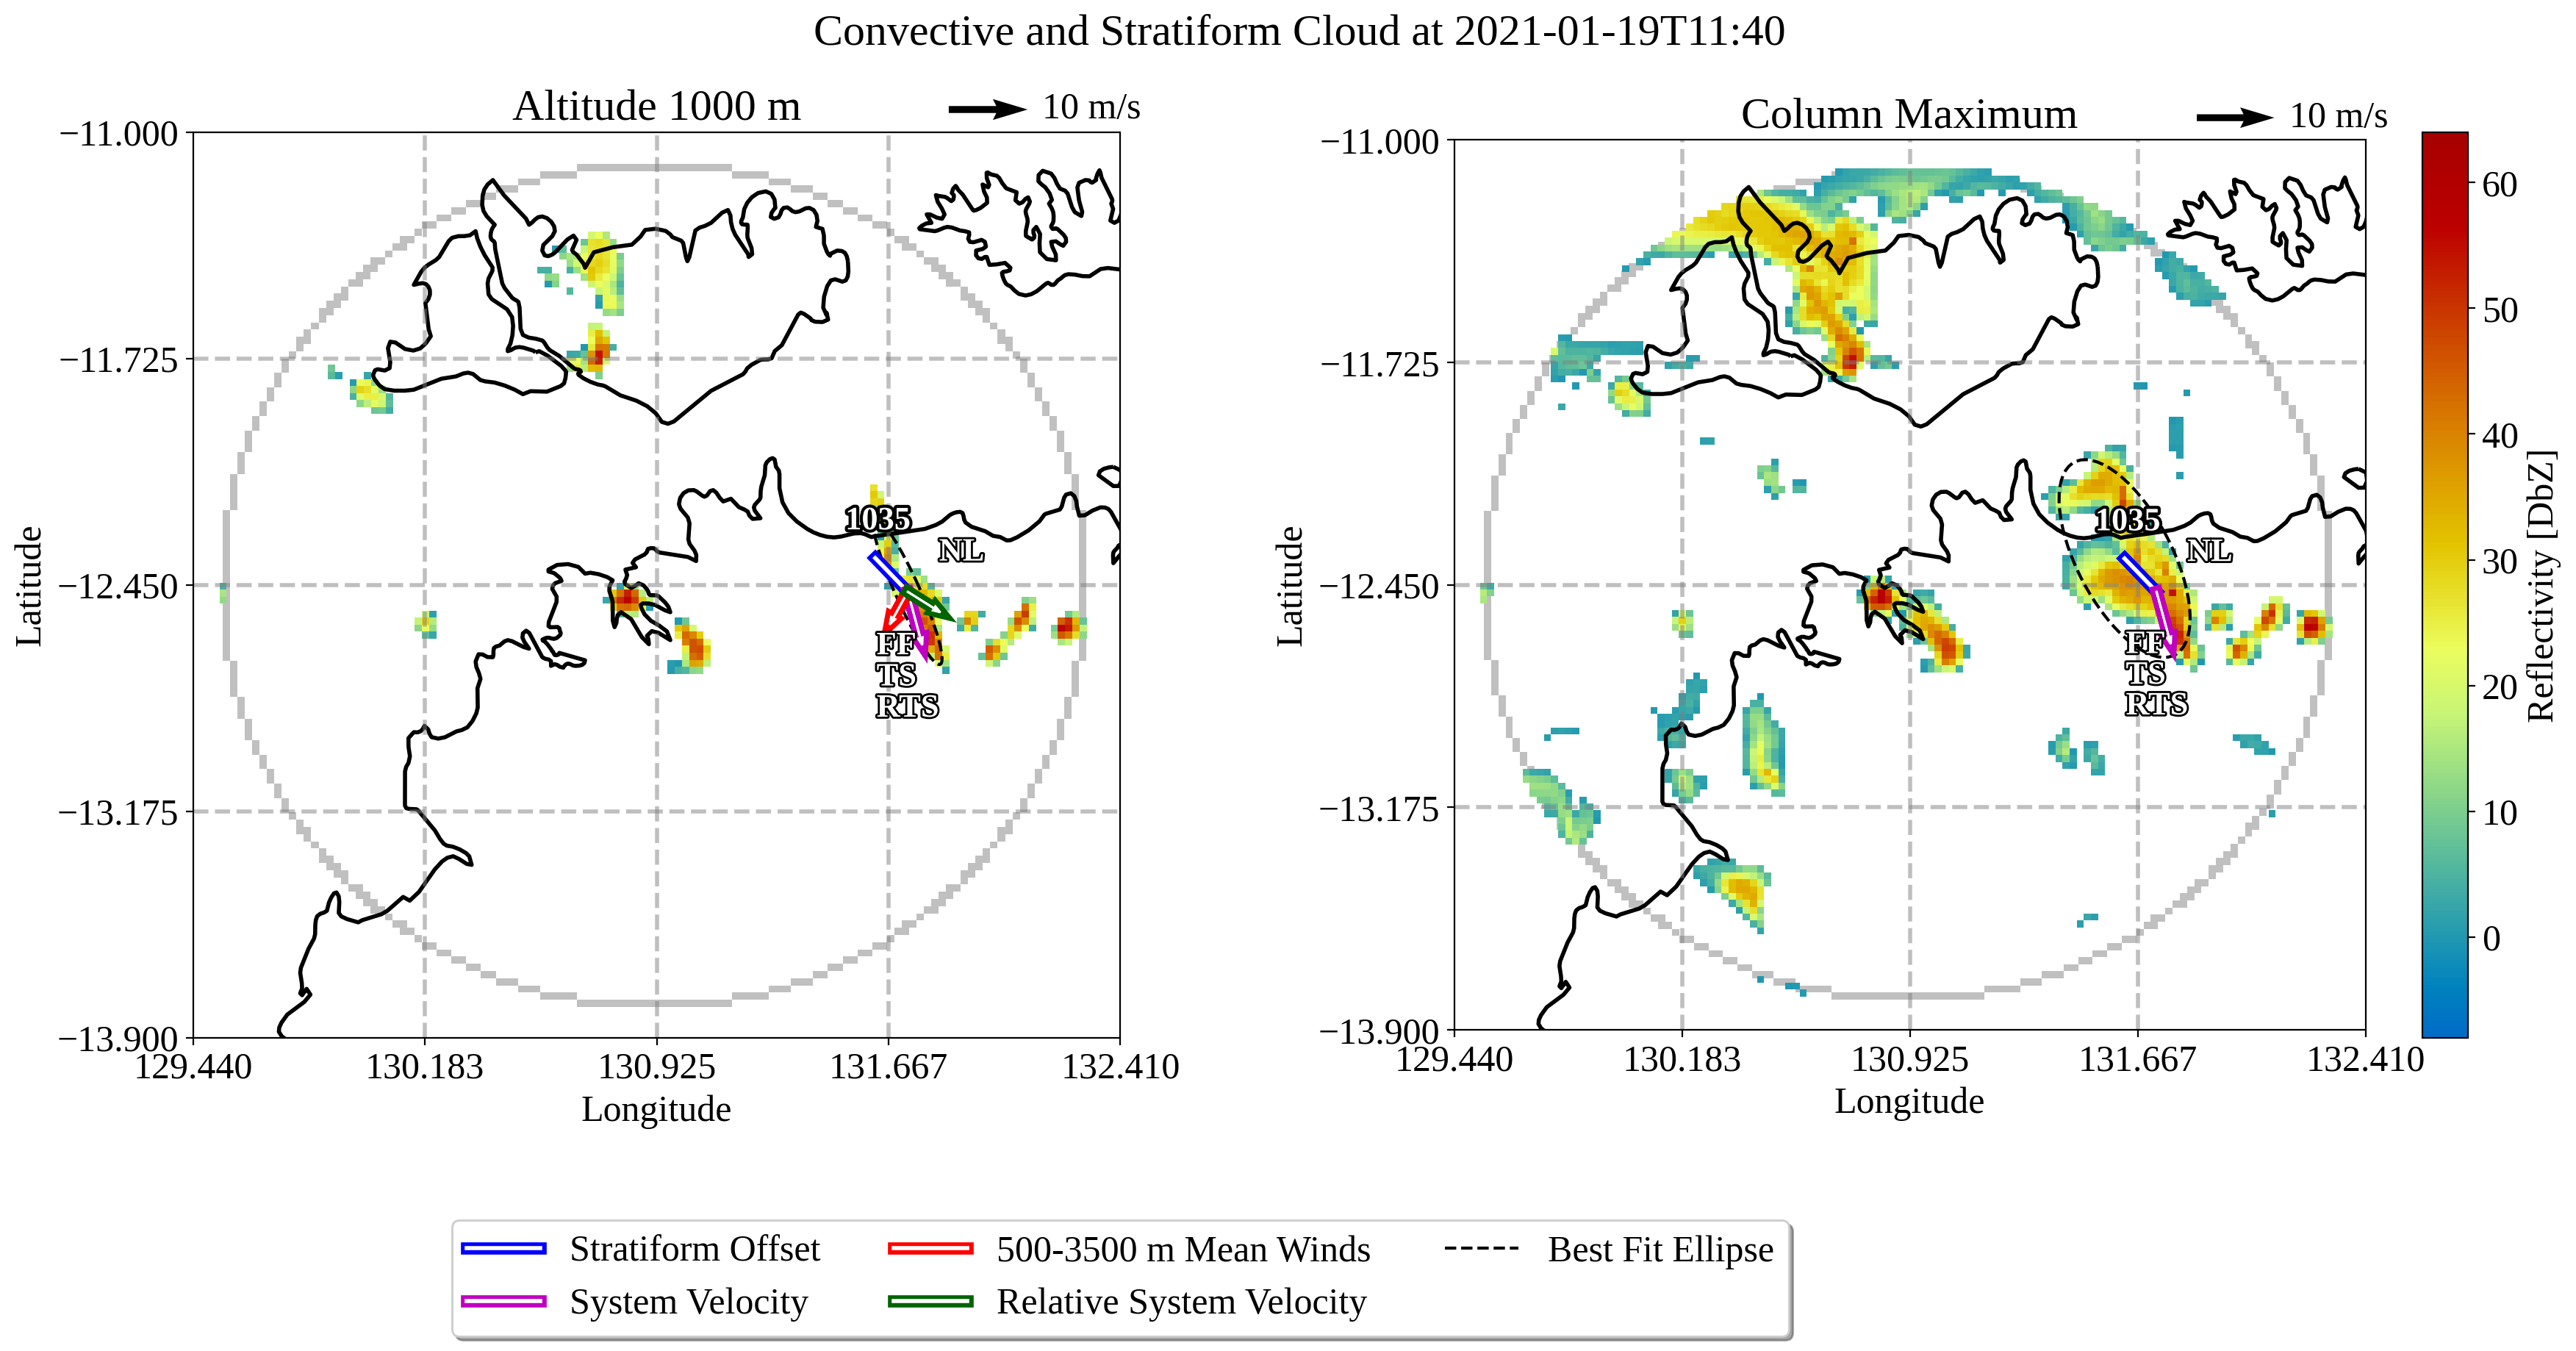 Convective and Stratiform Cloud at 2021-01-19T11:40
Altitude 1000 m
10 m/s
−11.000
−11.725
−12.450
−13.175
−13.900
129.440
130.183
130.925
131.667
132.410
Latitude
Longitude
1035
NL
FF
TS
RTS
Column Maximum
10 m/s
−11.000
−11.725
−12.450
−13.175
−13.900
129.440
130.183
130.925
131.667
132.410
Latitude
Longitude
1035
NL
FF
TS
RTS
60
50
40
30
20
10
0
Reflectivity [DbZ]
Stratiform Offset
500-3500 m Mean Winds
Best Fit Ellipse
System Velocity
Relative System Velocity